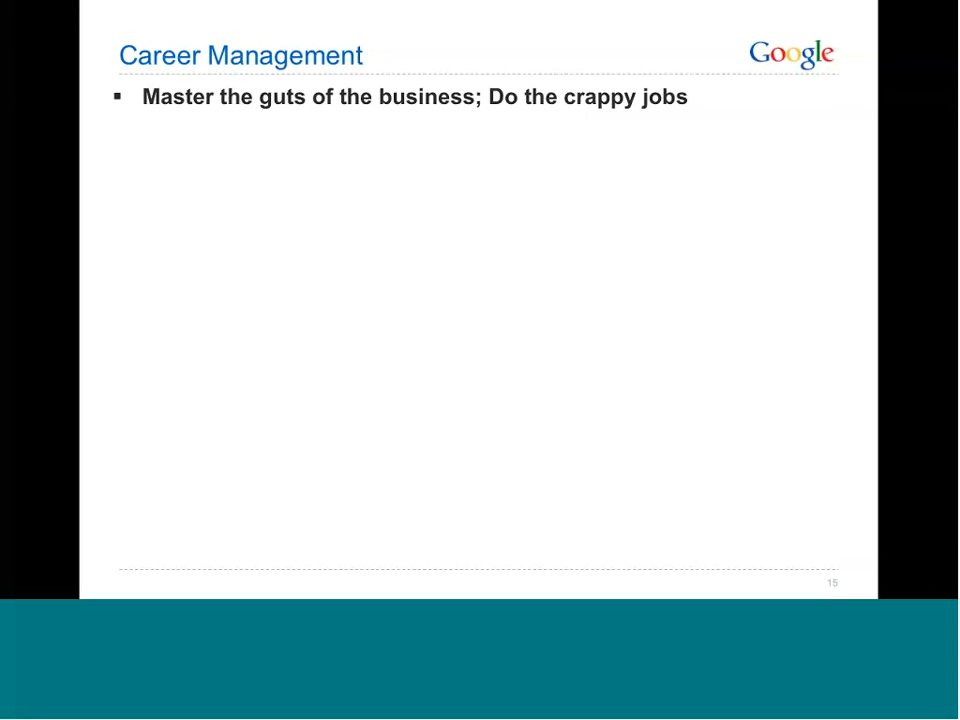 Career Management
Google
▪ Master the guts of the business; Do the crappy jobs
15